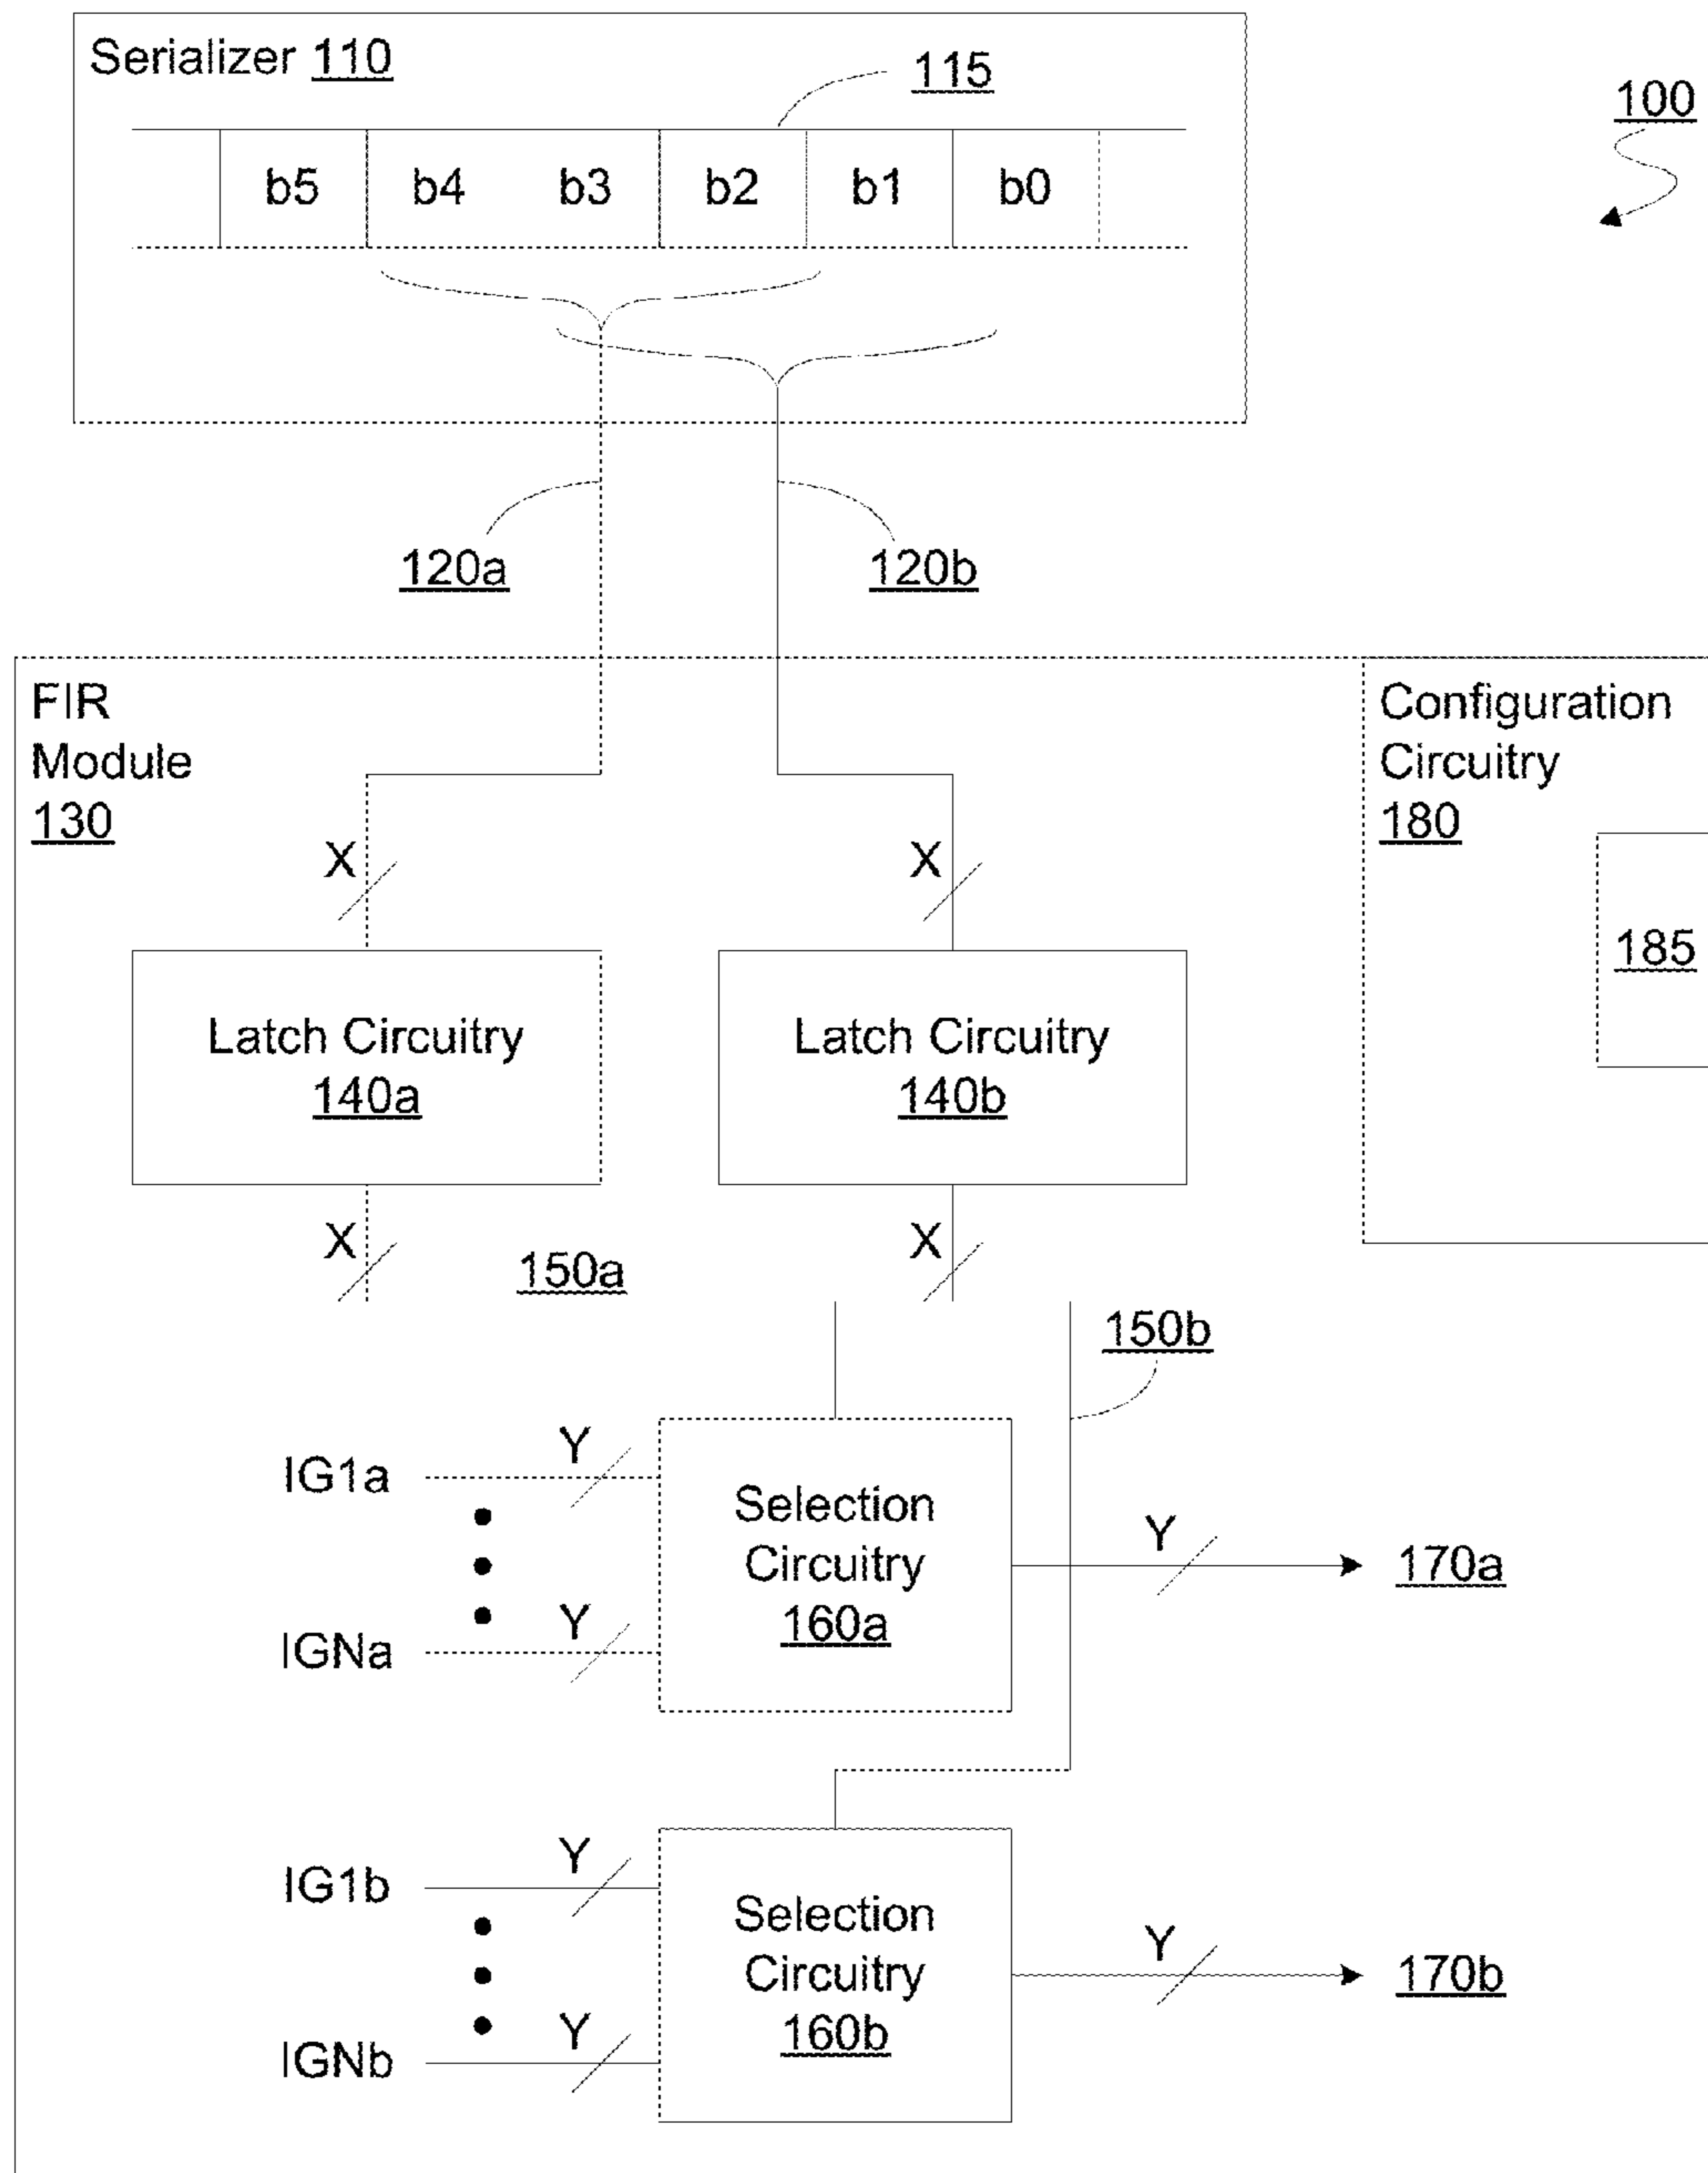 Serializer 110
115
100
b5 b4 b3 b2 b1 b0
120a
120b
FIR
Module
130
Configuration
Circuitry
180
X
X
185
Latch Circuitry
140a
Latch Circuitry
140b
X
X
150a
150b
IG1a
Y
Selection
Circuitry
160a
Y
170a
IGNa
Y
IG1b
Y
Selection
Circuitry
160b
Y
170b
IGNb
Y